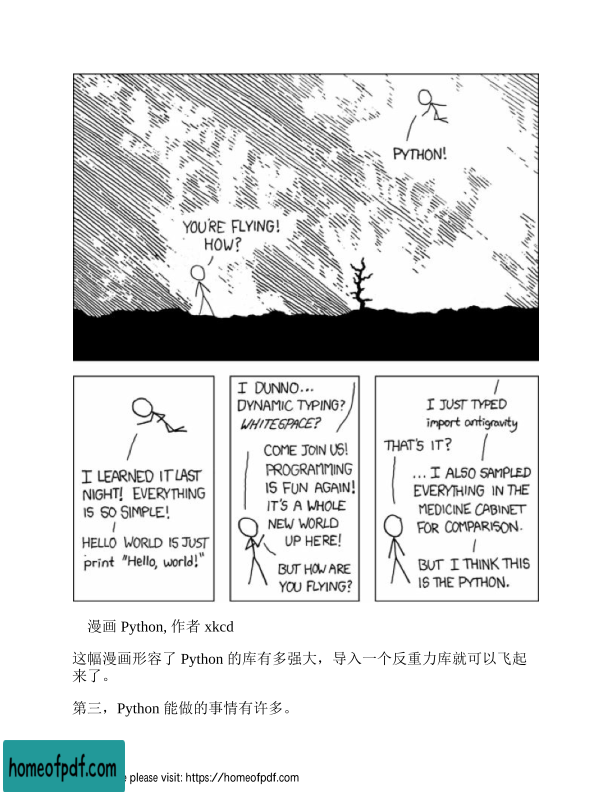 PYTHON!
YOU'RE FLYING!
HOW?
I LEARNED IT LAST
NIGHT! EVERYTHING
IS SO SIMPLE!
HELLO WORLD IS JUST
print "Hello, world!"
I DUNNO...
DYNAMIC TYPING?
WHITESPACE?
COME JOIN US!
PROGRAMMING
IS FUN AGAIN!
IT'S A WHOLE
NEW WORLD
UP HERE!
BUT HOW ARE
YOU FLYING?
I JUST TYPED
import antigravity
THAT'S IT?
... I ALSO SAMPLED
EVERYTHING IN THE
MEDICINE CABINET
FOR COMPARISON.
BUT I THINK THIS
IS THE PYTHON.
漫画 Python, 作者 xkcd
这幅漫画形容了 Python 的库有多强大，导入一个反重力库就可以飞起
来了。
第三，Python 能做的事情有许多。
homeofpdf.com
please visit: https://homeofpdf.com